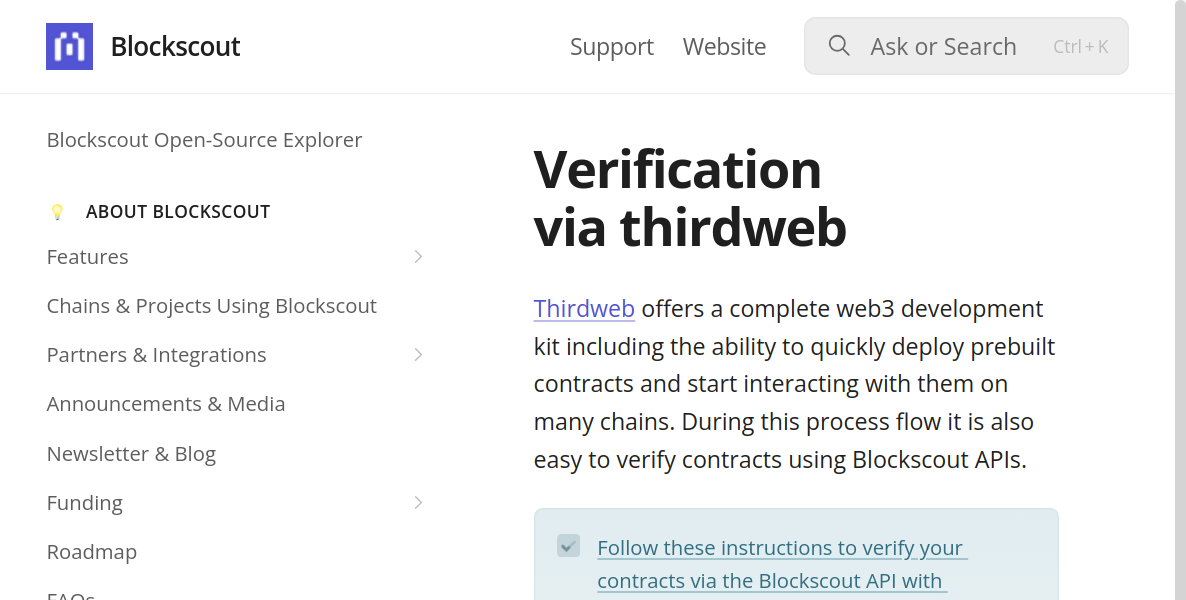 Blockscout
Support
Website
Ask or Search
Ctrl + K
Blockscout Open-Source Explorer
ABOUT BLOCKSCOUT
Features
Chains & Projects Using Blockscout
Partners & Integrations
Announcements & Media
Newsletter & Blog
Funding
Roadmap
FAQs
Verification
via thirdweb
Thirdweb offers a complete web3 development
kit including the ability to quickly deploy prebuilt
contracts and start interacting with them on
many chains. During this process flow it is also
easy to verify contracts using Blockscout APIs.
Follow these instructions to verify your
contracts via the Blockscout API with